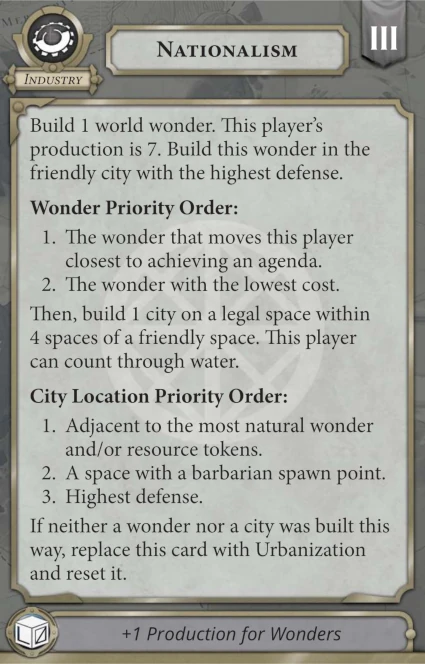 Nationalism
III
Industry
Build 1 world wonder. This player's
production is 7. Build this wonder in the
friendly city with the highest defense.
Wonder Priority Order:
1. The wonder that moves this player
closest to achieving an agenda.
2. The wonder with the lowest cost.
Then, build 1 city on a legal space within
4 spaces of a friendly space. This player
can count through water.
City Location Priority Order:
1. Adjacent to the most natural wonder
and/or resource tokens.
2. A space with a barbarian spawn point.
3. Highest defense.
If neither a wonder nor a city was built this
way, replace this card with Urbanization
and reset it.
+1 Production for Wonders